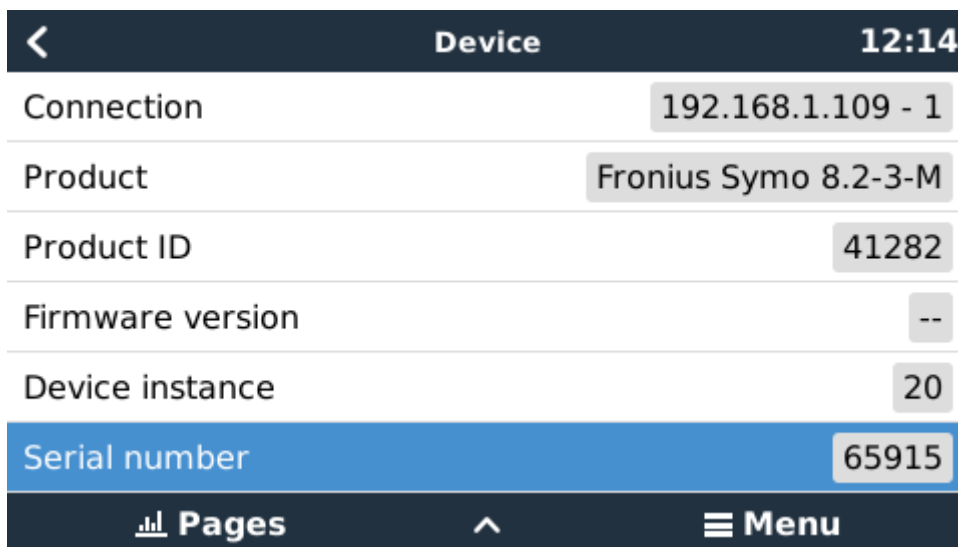 Device 12:14
Connection 192.168.1.109 - 1
Product Fronius Symo 8.2-3-M
Product ID 41282
Firmware version --
Device instance 20
Serial number 65915
Pages Menu